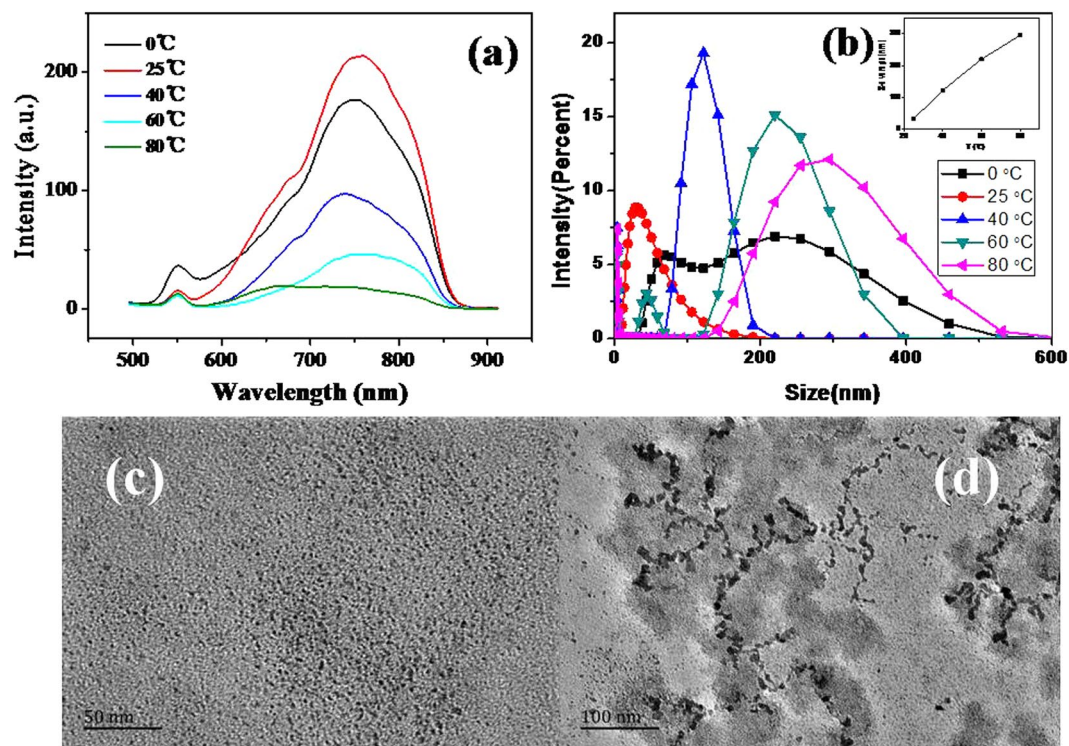 (a)
0℃
25℃
40℃
60℃
80℃
Intensity (a.u.)
200
100
0
500 600 700 800 900
Wavelength (nm)
(b)
Intensity(Percent)
20
15
10
5
0
0 200 400 600
Size(nm)
T (℃)
0 °C
25 °C
40 °C
60 °C
80 °C
(c)
50 nm
(d)
100 nm